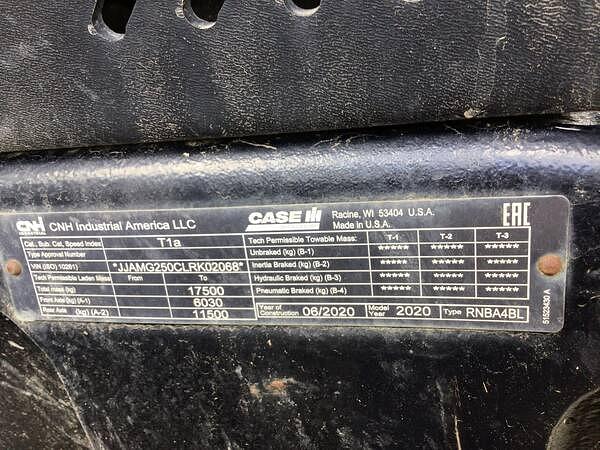 CNH CNH Industrial America LLC CASE IH Racine, WI 53404 U.S.A. EAC
INDUSTRIAL Made in U.S.A.
Cat., Sub. Cat., Speed Index T1a Tech Permissible Towable Mass: T-1 T-2 T-3
Type Approval Number Unbraked (kg) (B-1) ***** ***** *****
VIN (ISO) 10261) *JJAMG250CLRK02068* Inertia Braked (kg) (B-2) ***** ***** *****
Tech Permissible Laden Mass From To Hydraulic Braked (kg) (B-3) ***** ***** *****
Total mass (kg) 17500 Pneumatic Braked (kg) (B-4) ***** ***** *****
Front Axle (kg) (A-1) 6030
Rear Axle (kg) (A-2) 11500 Year of Construction 06/2020 Model Year 2020 Type RNBA4BL
51523430 A